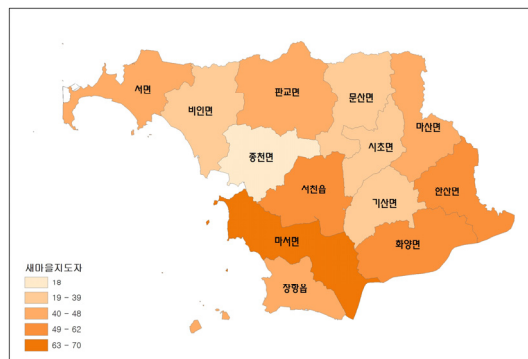 서면
비인면
판교면
문산면
마산면
시초면
종천면
서천읍
기산면
한산면
마서면
화양면
장항읍
새마을지도자
18
19 - 39
40 - 48
49 - 62
63 - 70